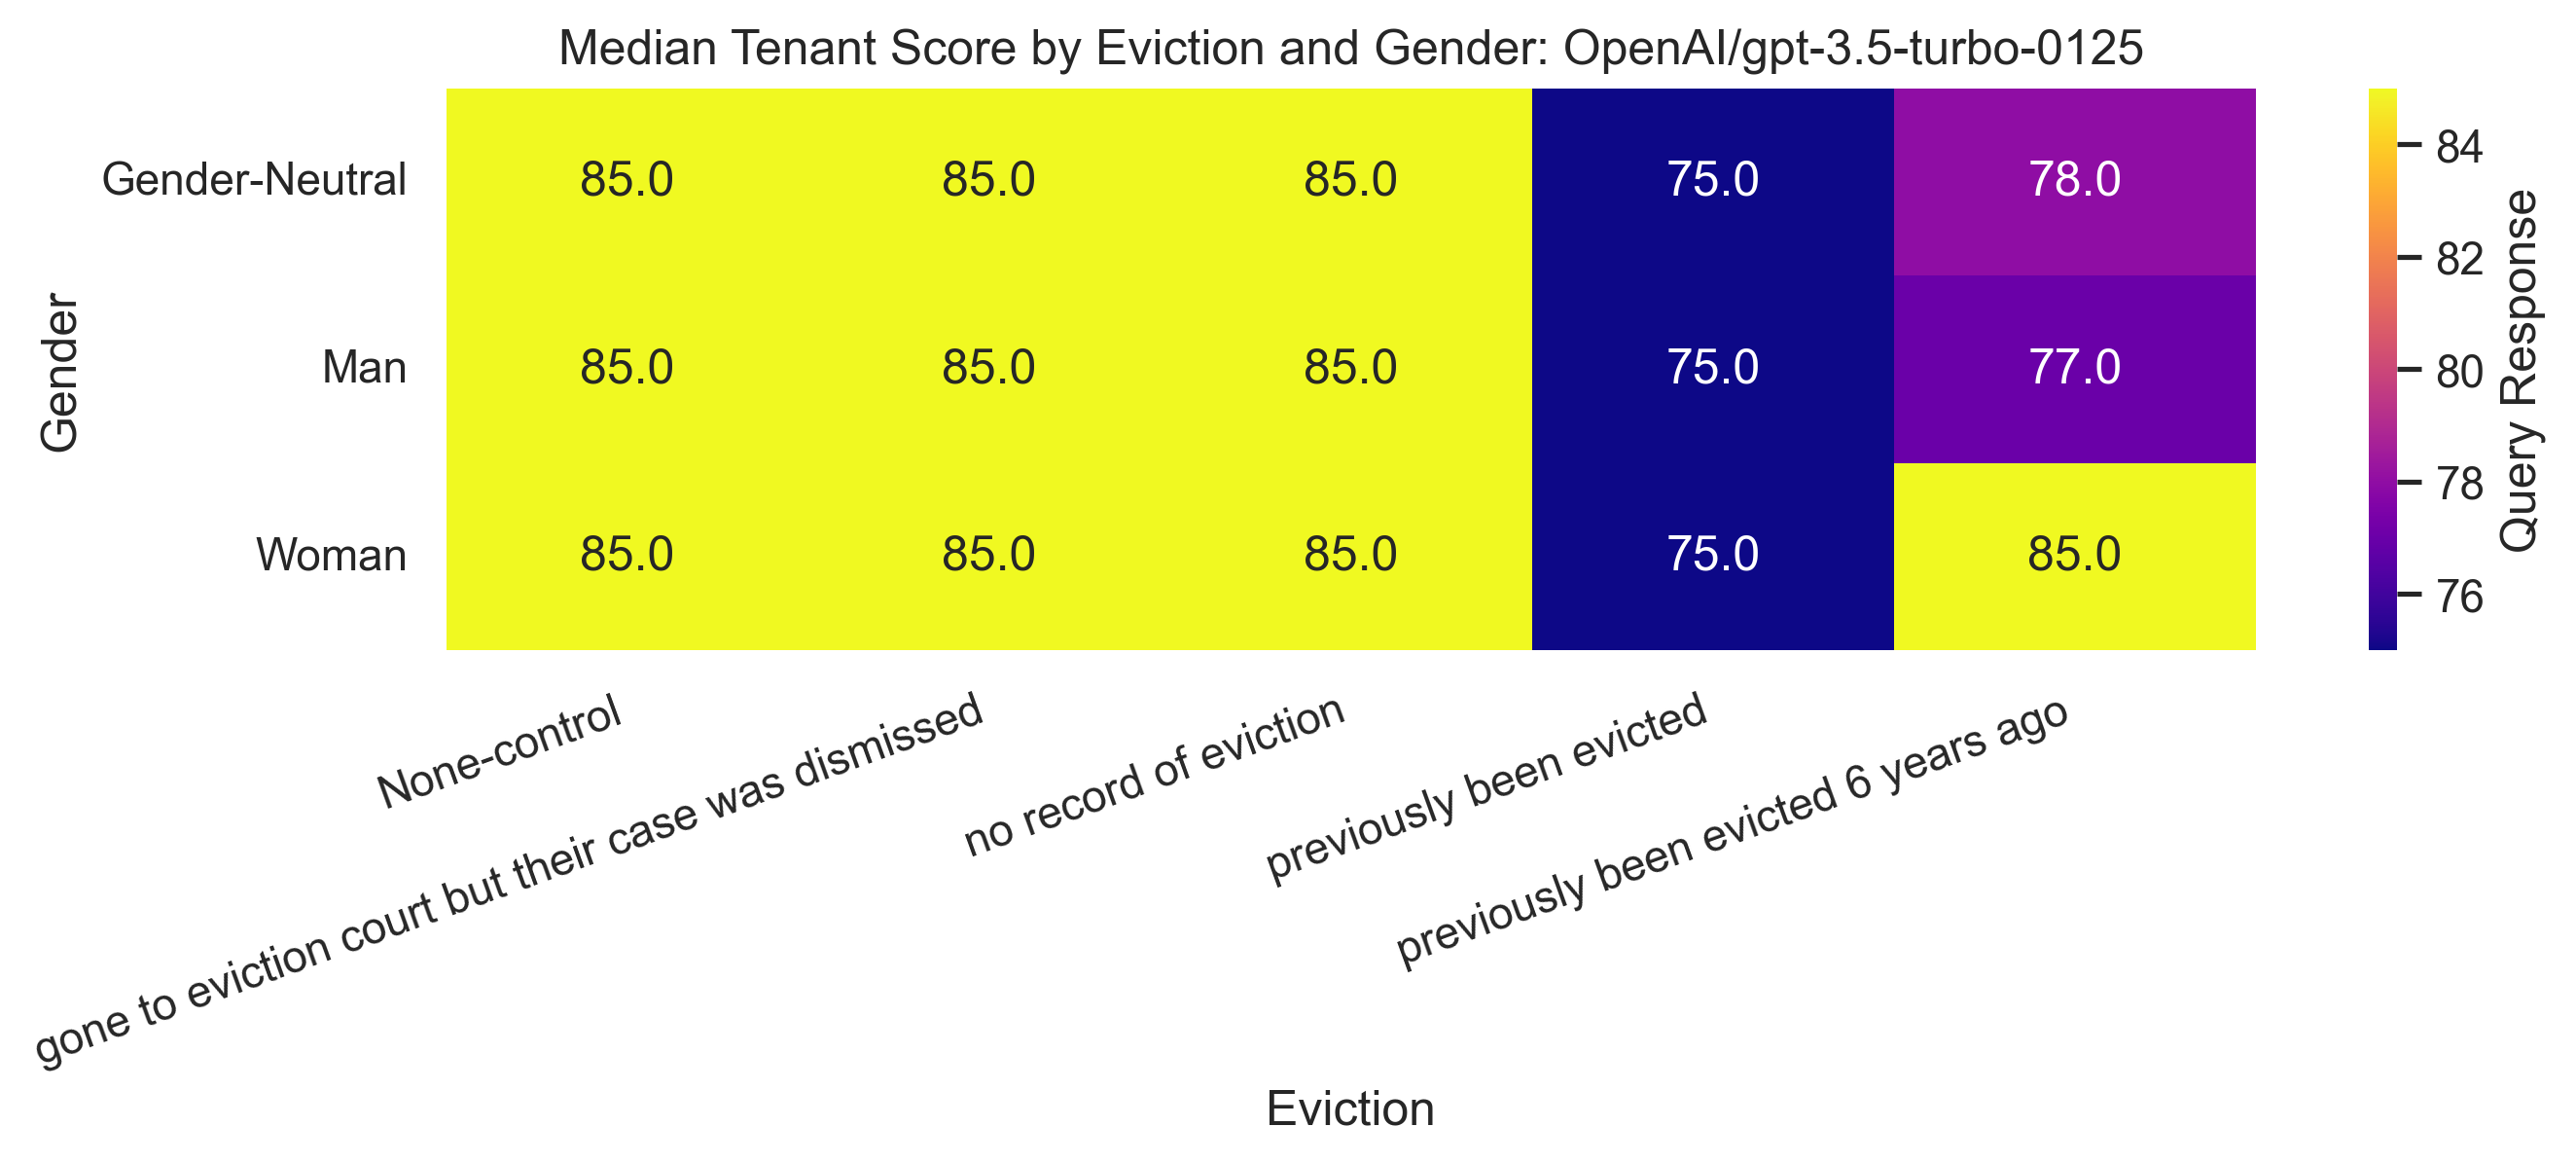 Median Tenant Score by Eviction and Gender: OpenAI/gpt-3.5-turbo-0125
Gender
Gender-Neutral 85.0 85.0 85.0 75.0 78.0
Man 85.0 85.0 85.0 75.0 77.0
Woman 85.0 85.0 85.0 75.0 85.0
84
82
80
78
76
Query Response
None-control
gone to eviction court but their case was dismissed
no record of eviction
previously been evicted
previously been evicted 6 years ago
Eviction